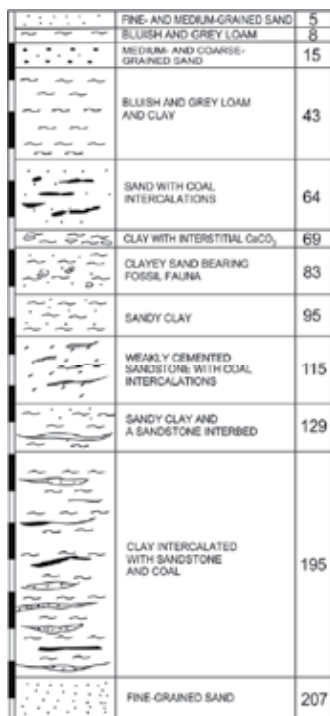 FINE- AND MEDIUM-GRAINED SAND 5
BLUISH AND GREY LOAM 8
MEDIUM- AND COARSE-
GRAINED SAND 15
BLUISH AND GREY LOAM
AND CLAY 43
SAND WITH COAL
INTERCALATIONS 64
CLAY WITH INTERSTITIAL CaCO₃ 69
CLAYEY SAND BEARING
FOSSIL FAUNA 83
SANDY CLAY 95
WEAKLY CEMENTED
SANDSTONE WITH COAL
INTERCALATIONS 115
SANDY CLAY AND
A SANDSTONE INTERBED 129
CLAY INTERCALATED
WITH SANDSTONE
AND COAL 195
FINE-GRAINED SAND 207